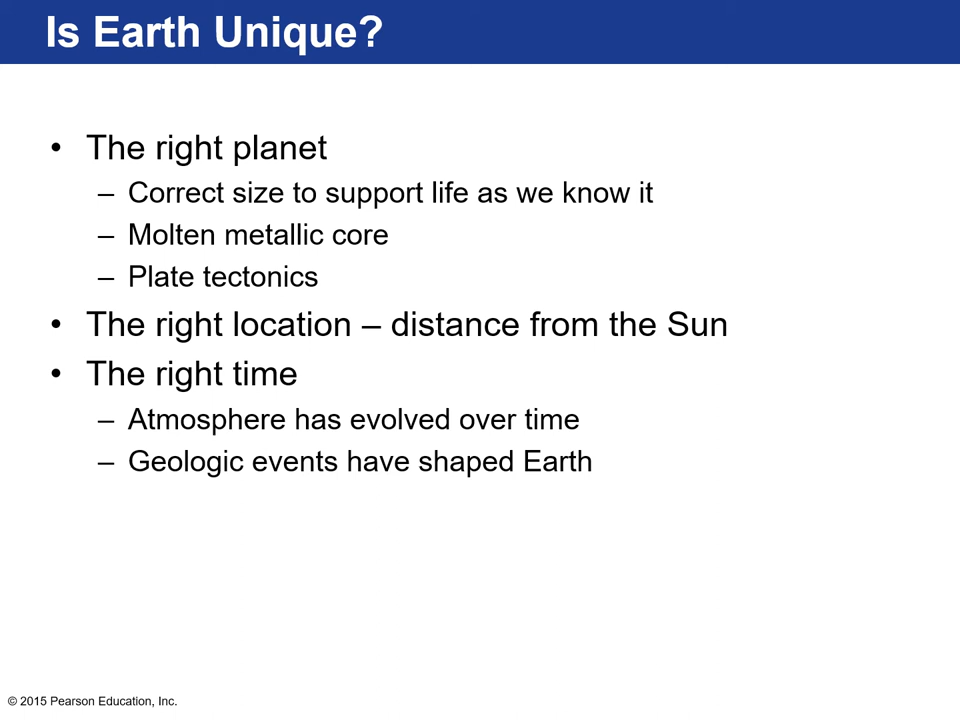 Is Earth Unique?
• The right planet
– Correct size to support life as we know it
– Molten metallic core
– Plate tectonics
• The right location – distance from the Sun
• The right time
– Atmosphere has evolved over time
– Geologic events have shaped Earth
© 2015 Pearson Education, Inc.